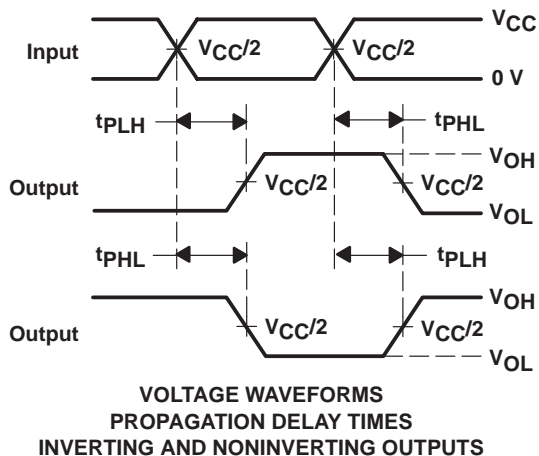 VCC
Input VCC/2 VCC/2
0 V
tPLH tPHL
VOH
Output VCC/2 VCC/2
VOL
tPHL tPLH
VOH
Output VCC/2 VCC/2
VOL
VOLTAGE WAVEFORMS
PROPAGATION DELAY TIMES
INVERTING AND NONINVERTING OUTPUTS